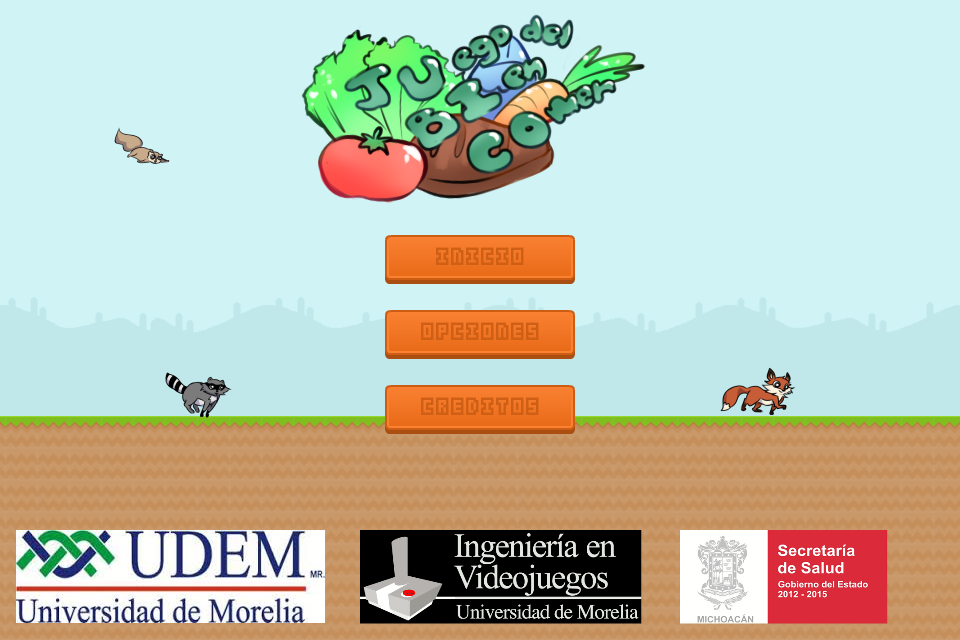 Juego del
Bien
Comer
INICIO
OPCIONES
CREDITOS
UDEM MR.
Universidad de Morelia
Ingeniería en
Videojuegos
Universidad de Morelia
MICHOACÁN
Secretaría
de Salud
Gobierno del Estado
2012 - 2015